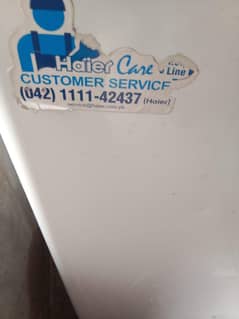 Haier Care
Line
CUSTOMER SERVICE
(042) 1111-42437 (Haier)